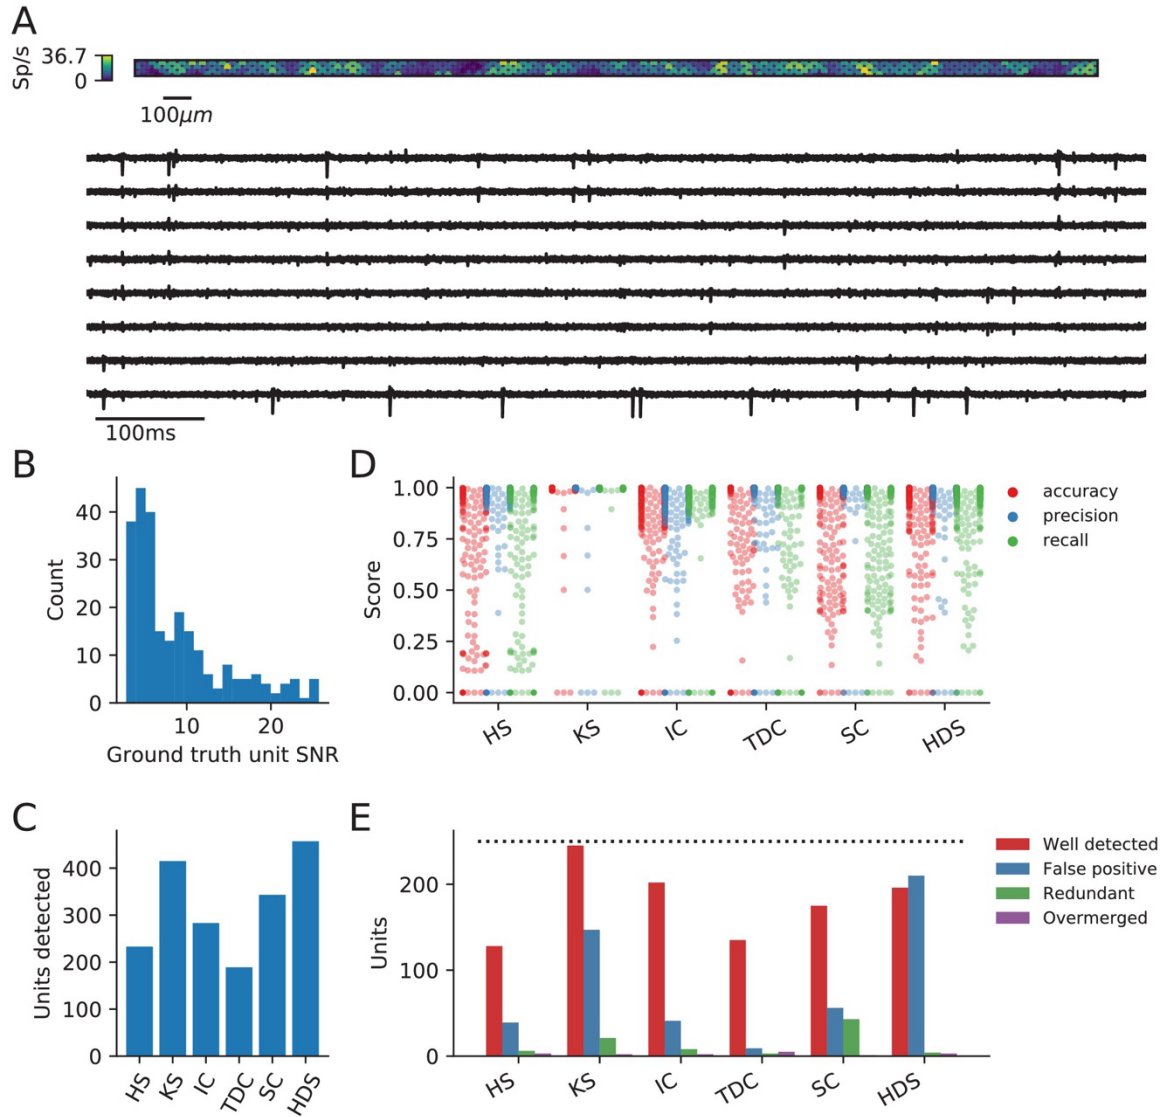 A
Sp/s
36.7
0
100μm
100ms
B
Count
40
30
20
10
0
10 20
Ground truth unit SNR
D
Score
1.00
0.75
0.50
0.25
0.00
HS KS IC TDC SC HDS
accuracy
precision
recall
C
Units detected
400
300
200
100
0
HS KS IC TDC SC HDS
E
Units
200
100
0
HS KS IC TDC SC HDS
Well detected
False positive
Redundant
Overmerged